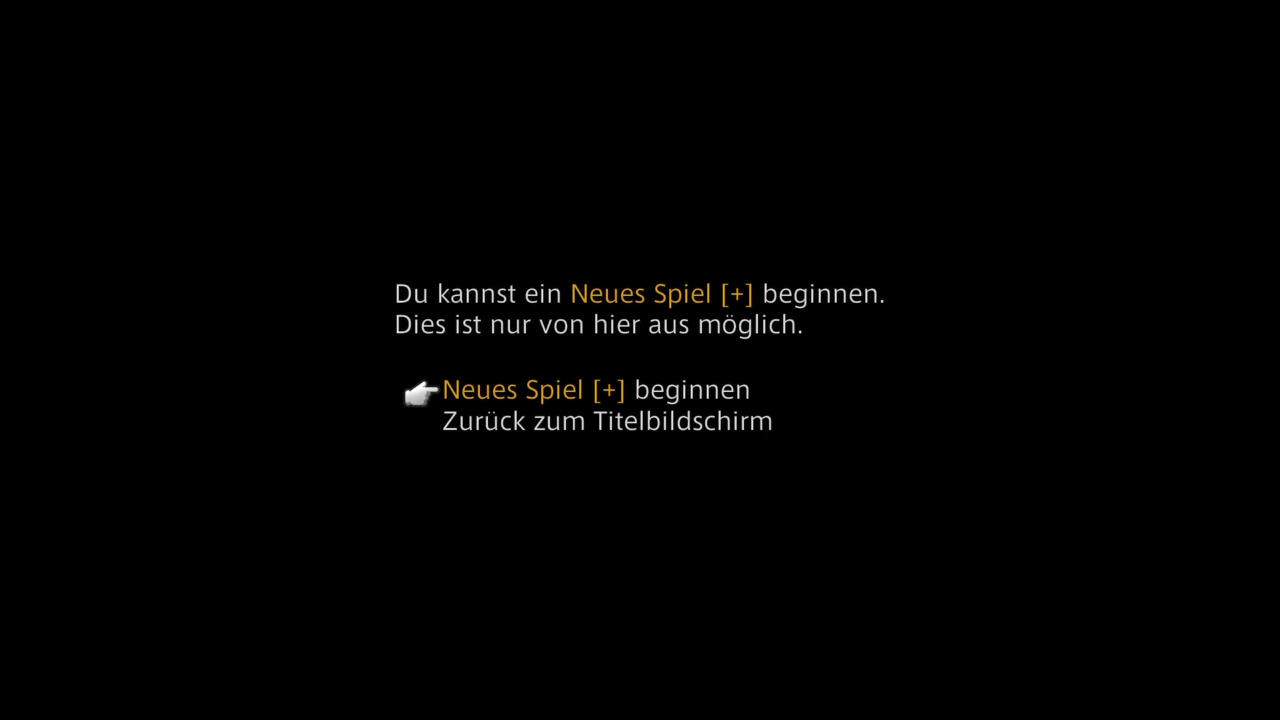 Du kannst ein Neues Spiel [+] beginnen.
Dies ist nur von hier aus möglich.
Neues Spiel [+] beginnen
Zurück zum Titelbildschirm